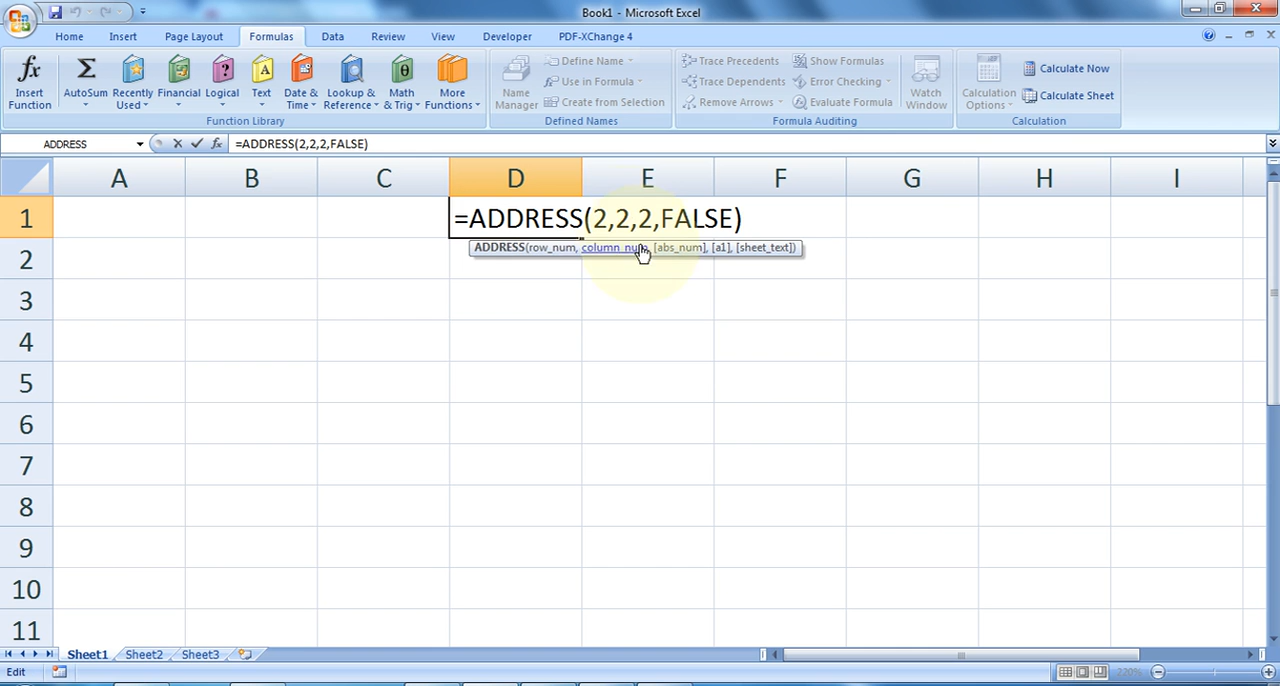 Book1 - Microsoft Excel
Home Insert Page Layout Formulas Data Review View Developer PDF-XChange 4
Insert Function
AutoSum
Recently Used
Financial
Logical
Text
Date & Time
Lookup & Reference
Math & Trig
More Functions
Function Library
Name Manager
Define Name
Use in Formula
Create from Selection
Defined Names
Trace Precedents
Trace Dependents
Remove Arrows
Show Formulas
Error Checking
Evaluate Formula
Formula Auditing
Watch Window
Calculation Options
Calculate Now
Calculate Sheet
Calculation
ADDRESS
fx =ADDRESS(2,2,2,FALSE)
A B C D E F G H I
1 =ADDRESS(2,2,2,FALSE)
ADDRESS(row_num, column_num, [abs_num], [a1], [sheet_text])
2
3
4
5
6
7
8
9
10
11
Sheet1 Sheet2 Sheet3
Edit 220%